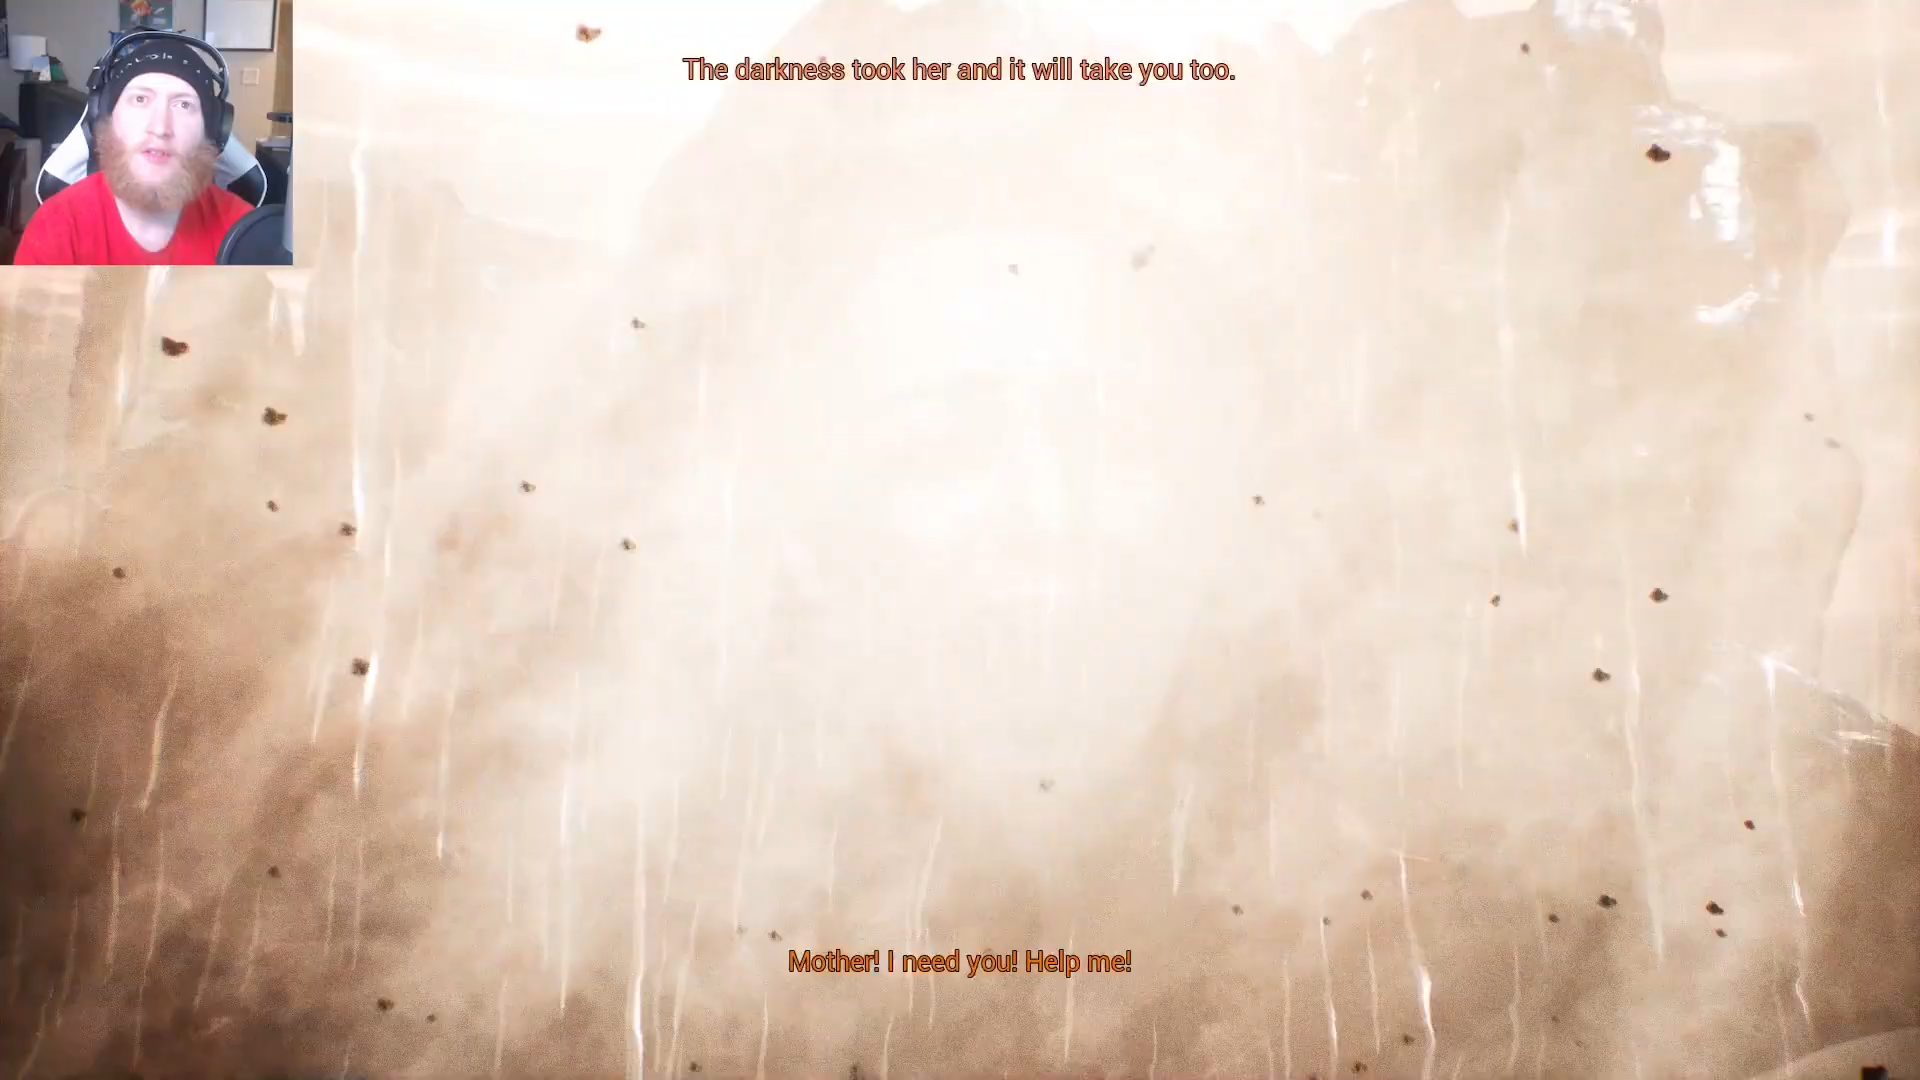 The darkness took her and it will take you too.
Mother! I need you! Help me!